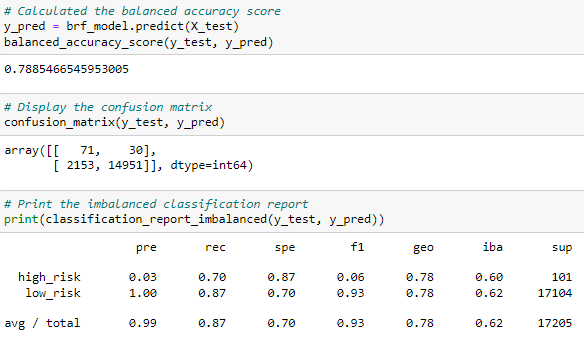 # Calculated the balanced accuracy score
y_pred = brf_model.predict(X_test)
balanced_accuracy_score(y_test, y_pred)
0.7885466545953005
# Display the confusion matrix
confusion_matrix(y_test, y_pred)
array([[   71,    30],
       [ 2153, 14951]], dtype=int64)
# Print the imbalanced classification report
print(classification_report_imbalanced(y_test, y_pred))
                   pre       rec       spe        f1       geo       iba       sup
  high_risk       0.03      0.70      0.87      0.06      0.78      0.60       101
   low_risk       1.00      0.87      0.70      0.93      0.78      0.62     17104
avg / total       0.99      0.87      0.70      0.93      0.78      0.62     17205